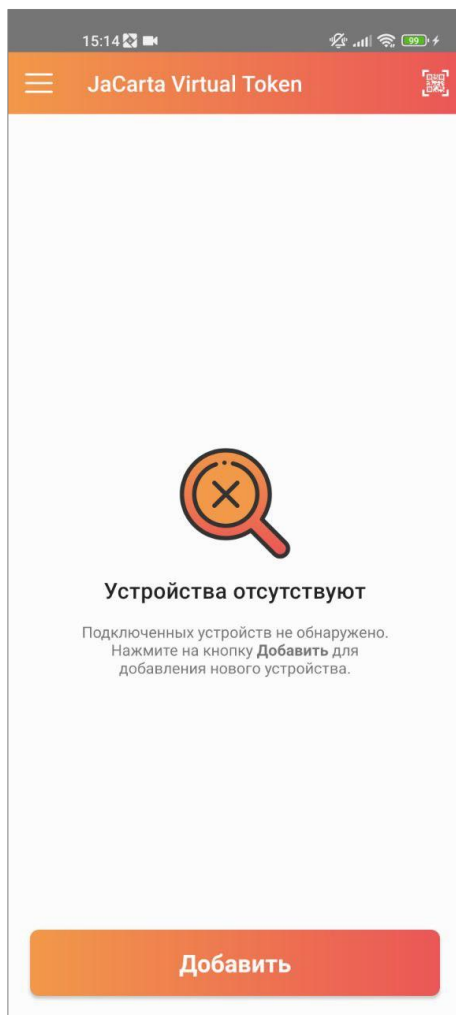 15:14
99
JaCarta Virtual Token
Устройства отсутствуют
Подключенных устройств не обнаружено.
Нажмите на кнопку Добавить для
добавления нового устройства.
Добавить